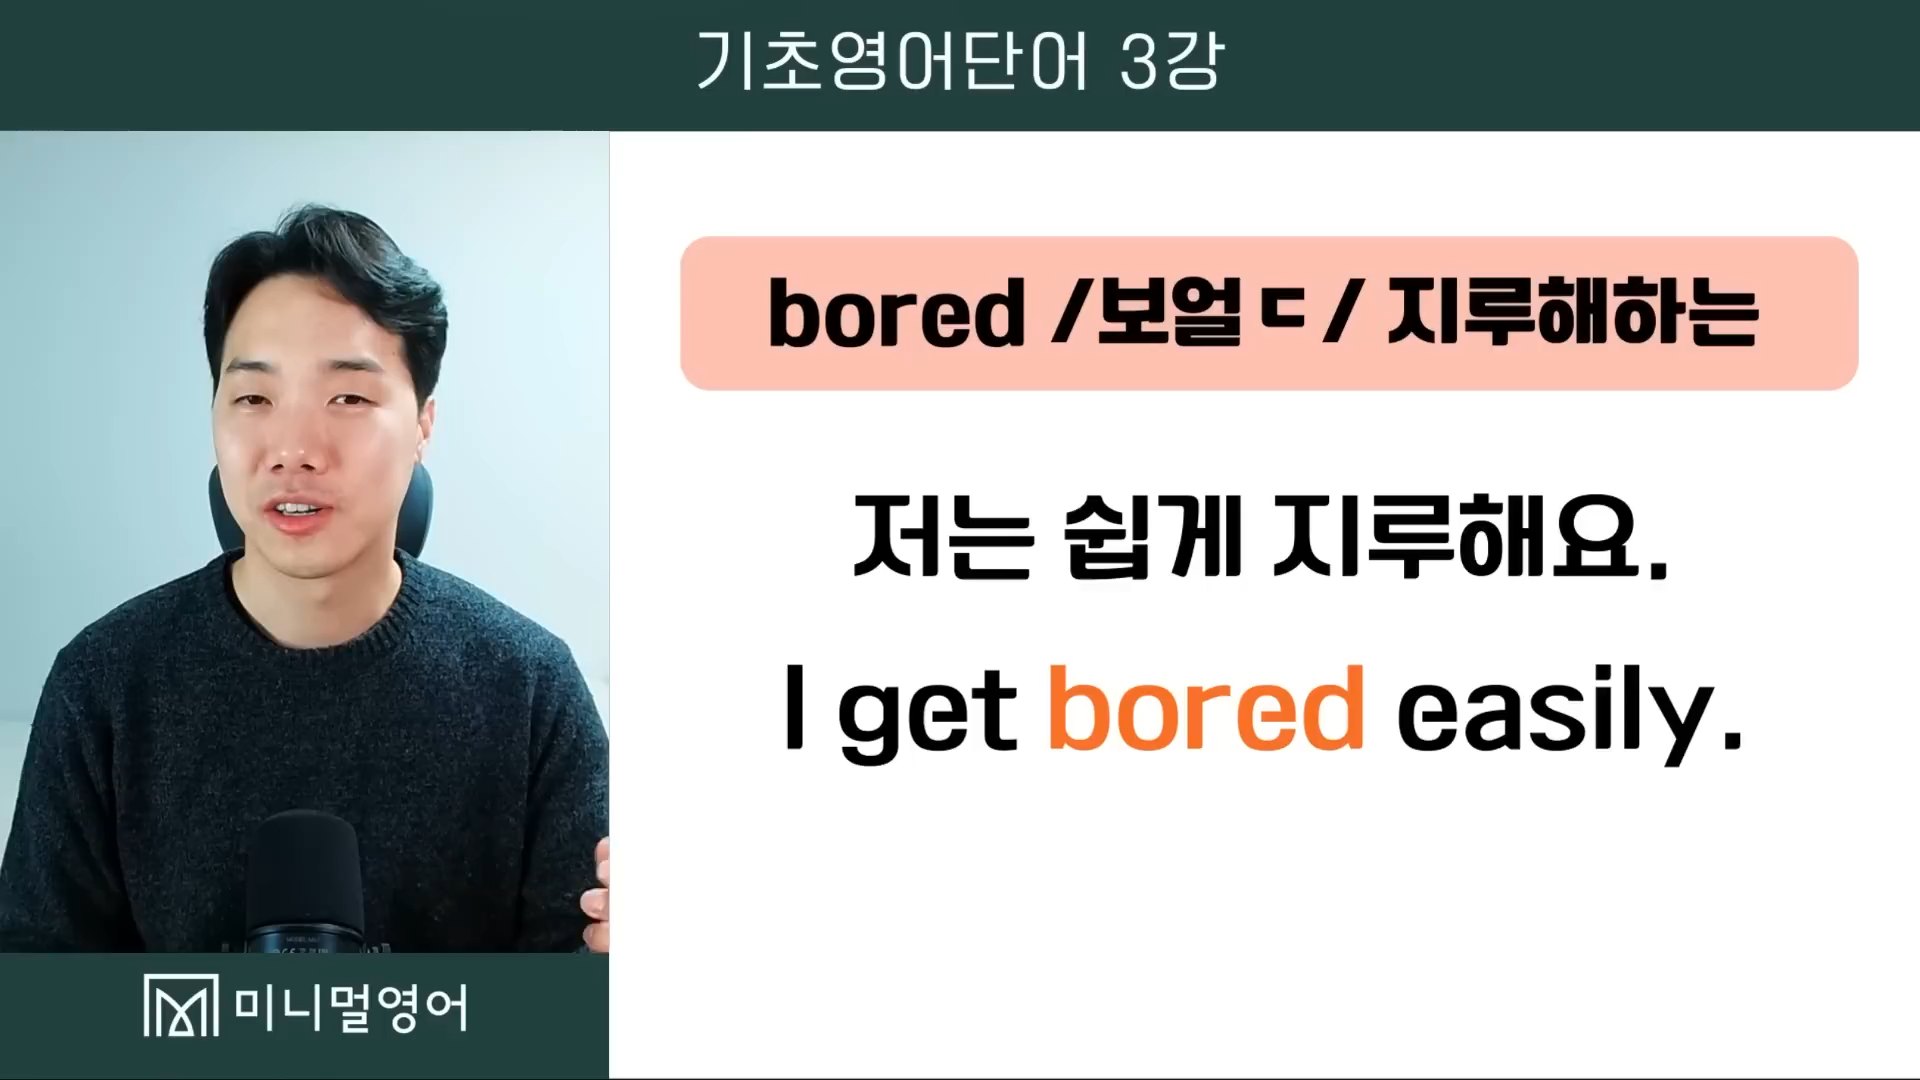 기초영어단어 3강
bored /보얼ㄷ/ 지루해하는
저는 쉽게 지루해요.
I get bored easily.
미니멀영어